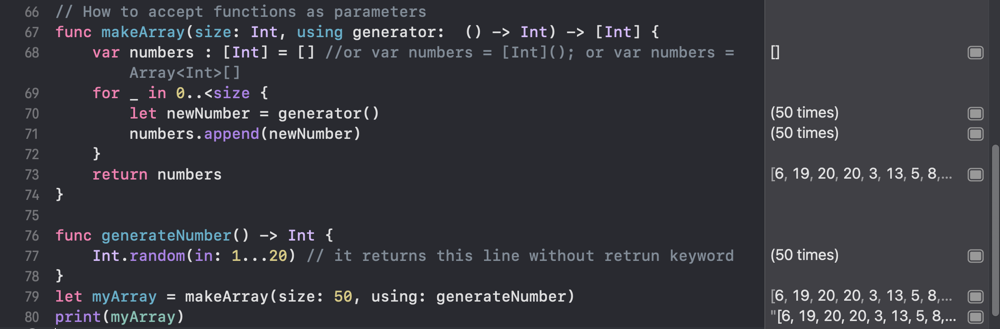 66 // How to accept functions as parameters
67 func makeArray(size: Int, using generator:  () -> Int) -> [Int] {
68     var numbers : [Int] = [] //or var numbers = [Int](); or var numbers = []
        Array<Int>[]
69     for _ in 0..<size {
70         let newNumber = generator() (50 times)
71         numbers.append(newNumber) (50 times)
72     }
73     return numbers [6, 19, 20, 20, 3, 13, 5, 8,...
74 }
75
76 func generateNumber() -> Int {
77     Int.random(in: 1...20) // it returns this line without retrun keyword (50 times)
78 }
79 let myArray = makeArray(size: 50, using: generateNumber) [6, 19, 20, 20, 3, 13, 5, 8,...
80 print(myArray) "[6, 19, 20, 20, 3, 13, 5, 8,...